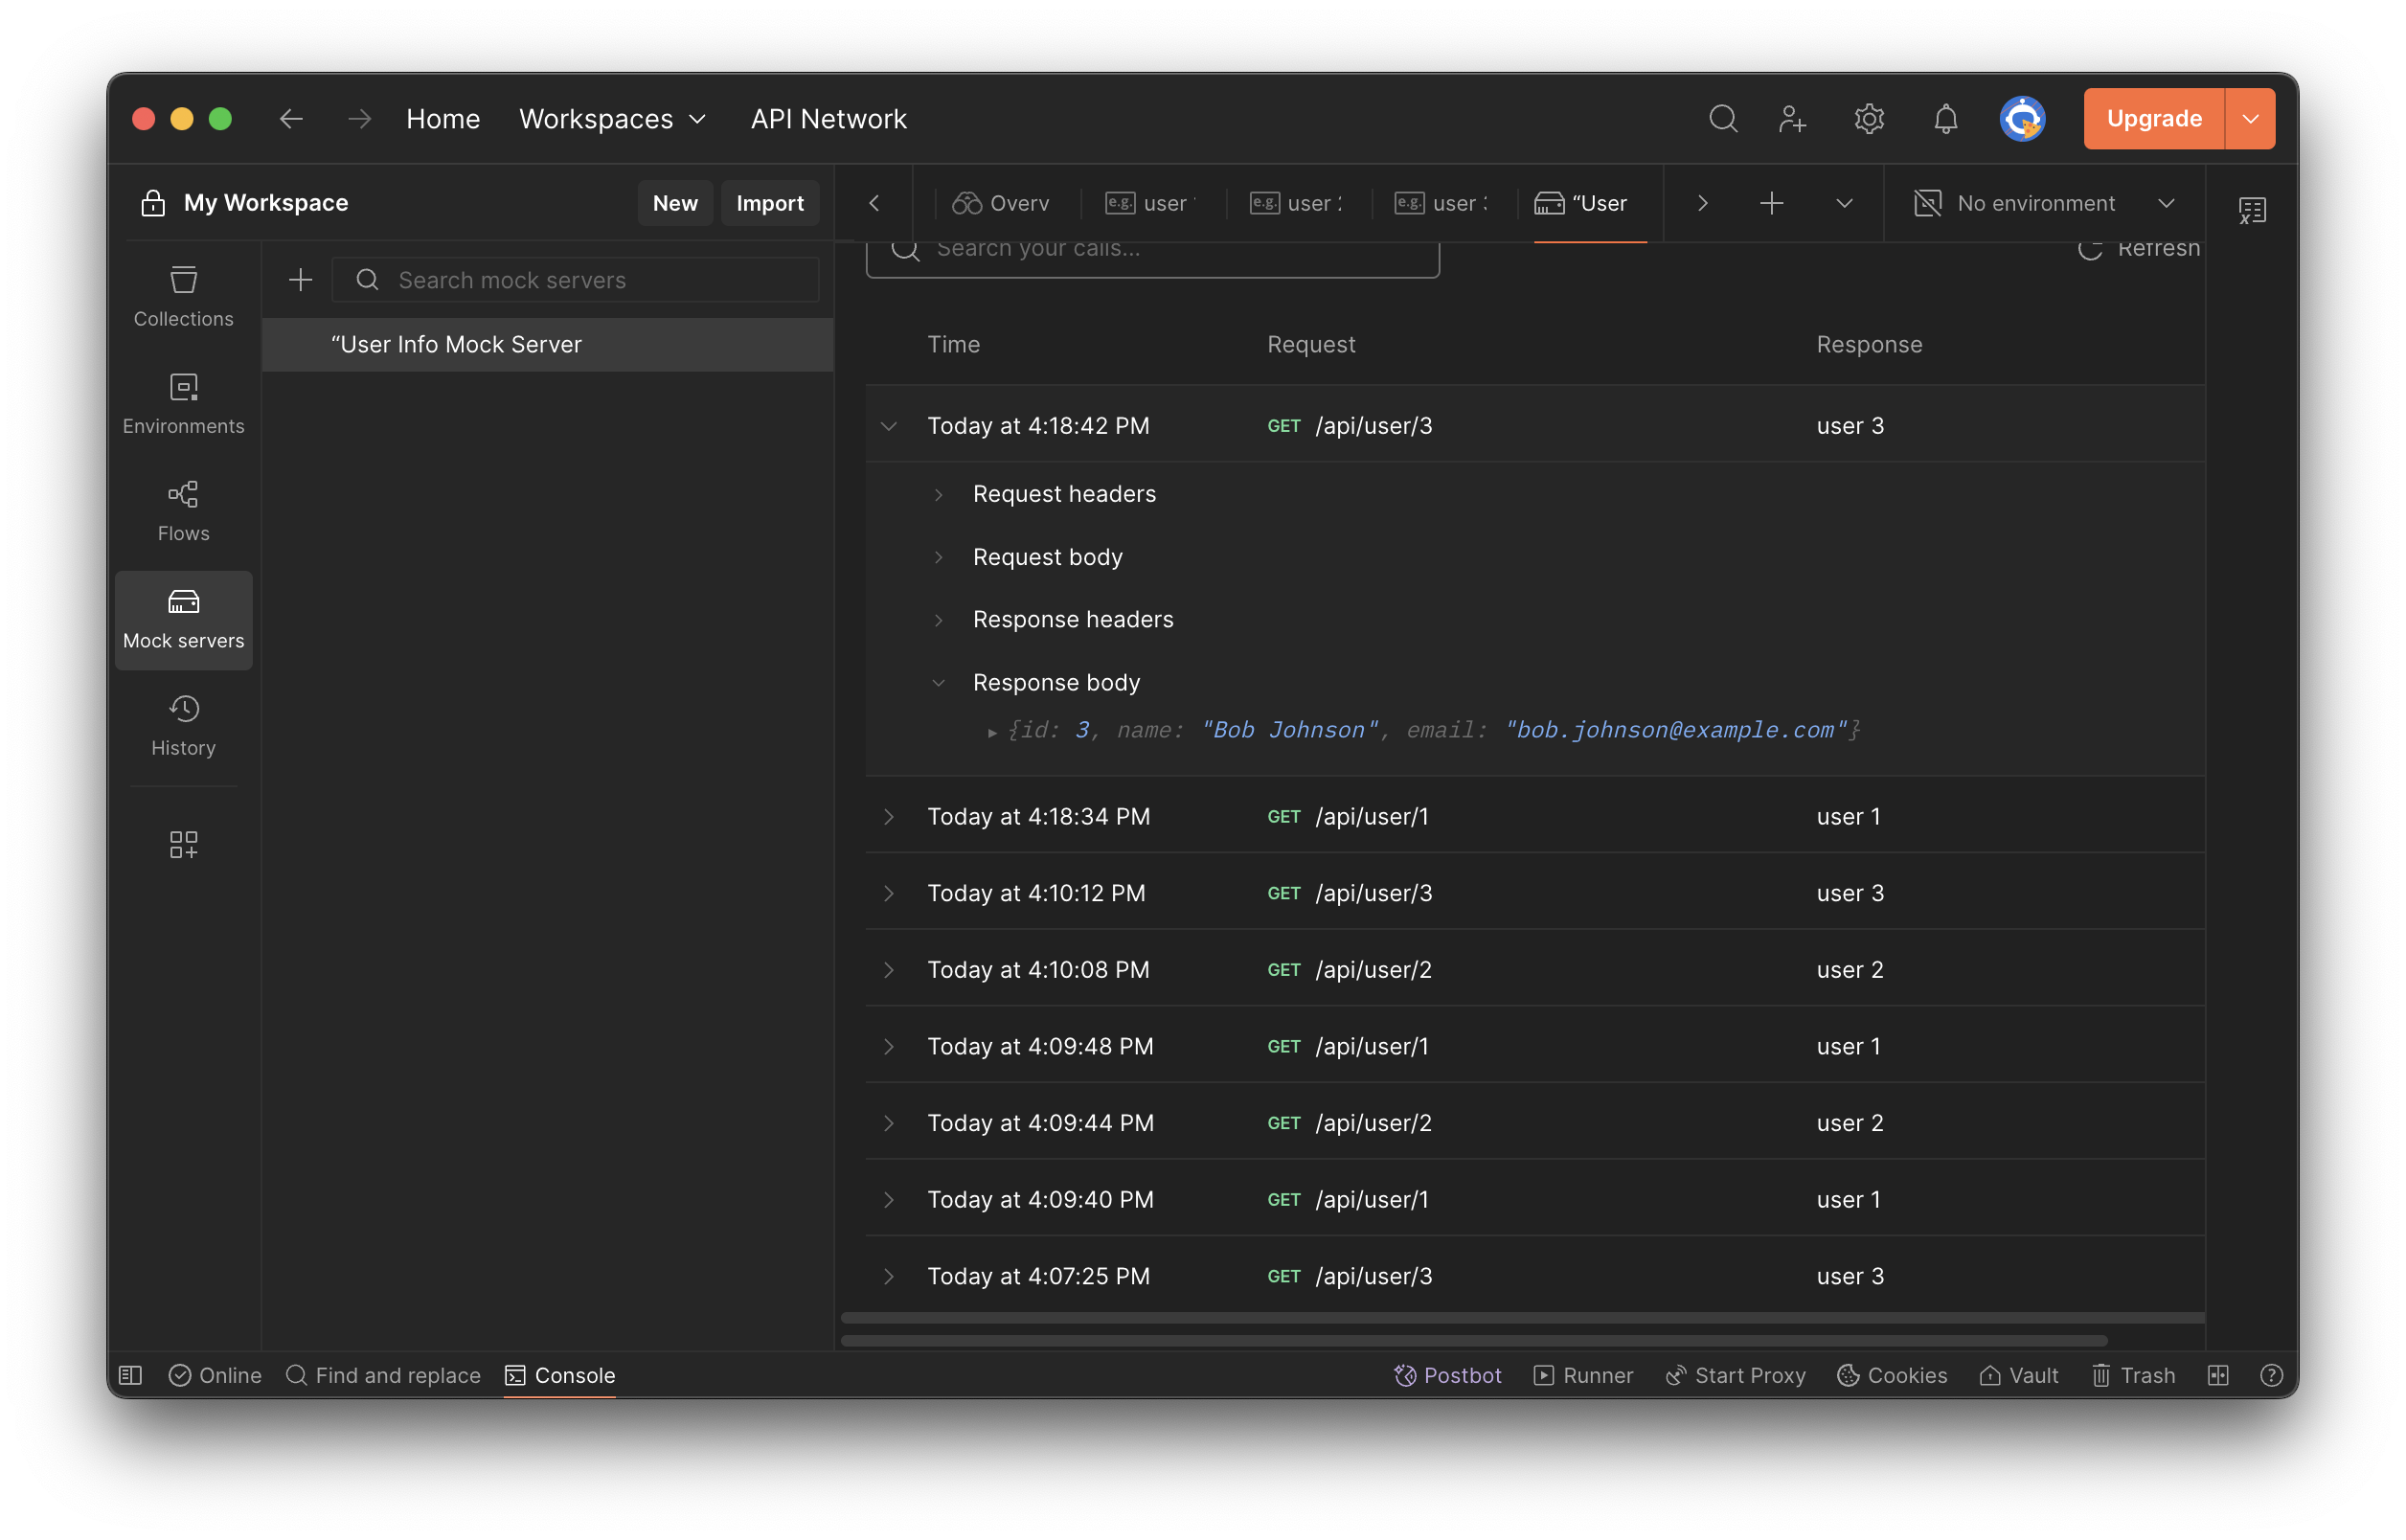 Home Workspaces API Network Upgrade
My Workspace New Import
Overv e.g. user e.g. user e.g. user “User No environment
Collections
Environments
Flows
Mock servers
History
Search mock servers
“User Info Mock Server
Search your calls... Refresh
Time Request Response
Today at 4:18:42 PM GET /api/user/3 user 3
Request headers
Request body
Response headers
Response body
{id: 3, name: "Bob Johnson", email: "bob.johnson@example.com"}
Today at 4:18:34 PM GET /api/user/1 user 1
Today at 4:10:12 PM GET /api/user/3 user 3
Today at 4:10:08 PM GET /api/user/2 user 2
Today at 4:09:48 PM GET /api/user/1 user 1
Today at 4:09:44 PM GET /api/user/2 user 2
Today at 4:09:40 PM GET /api/user/1 user 1
Today at 4:07:25 PM GET /api/user/3 user 3
Online Find and replace Console Postbot Runner Start Proxy Cookies Vault Trash